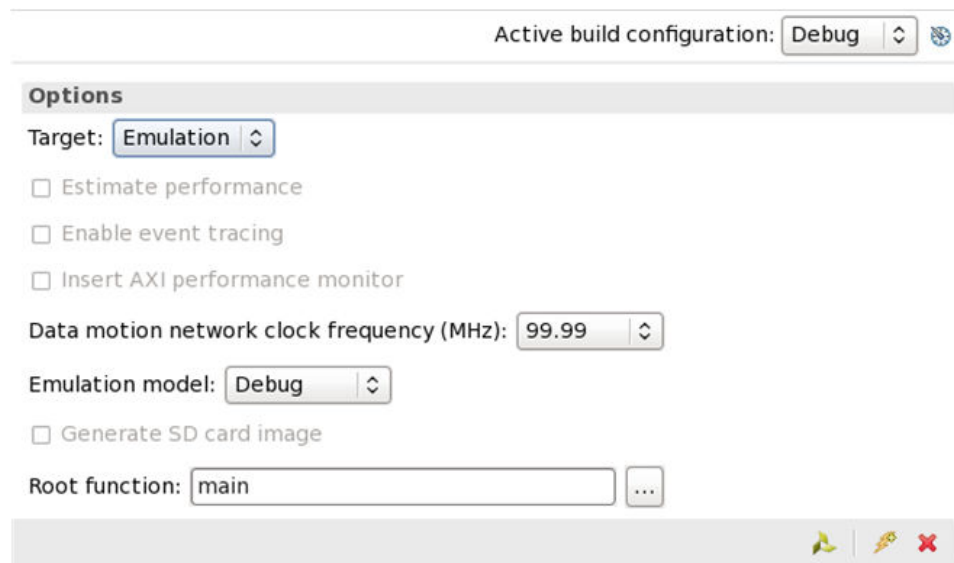 Active build configuration: Debug
Options
Target: Emulation
Estimate performance
Enable event tracing
Insert AXI performance monitor
Data motion network clock frequency (MHz): 99.99
Emulation model: Debug
Generate SD card image
Root function: main ...